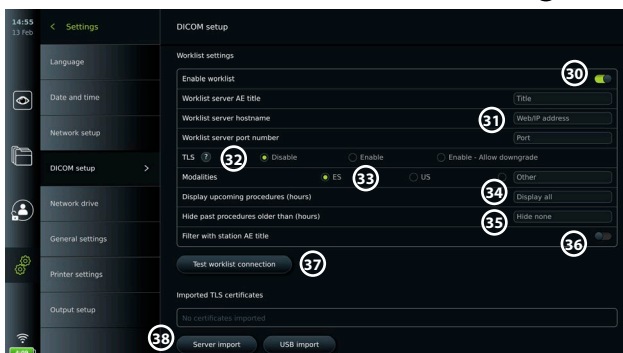 14:55
13 Feb
Settings
DICOM setup
Worklist settings
Language
Enable worklist
30
Date and time
Worklist server AE title
Title
Worklist server hostname
31
Web/IP address
Network setup
Worklist server port number
Port
TLS ? 32 Disable Enable Enable - Allow downgrade
DICOM setup
Modalities ES 33 US Other
Display upcoming procedures (hours)
34
Display all
Network drive
Hide past procedures older than (hours)
35
Hide none
General settings
Filter with station AE title
36
Test worklist connection
37
Printer settings
Imported TLS certificates
Output setup
No certificates imported
38
Server import
USB import